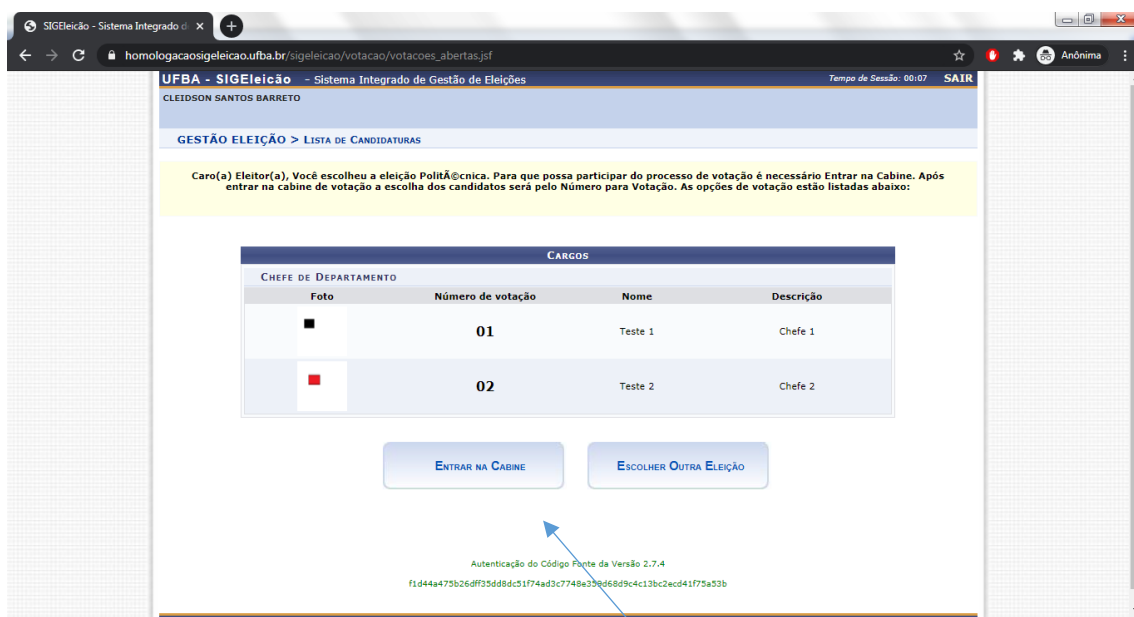 SIGEleicão - Sistema Integrado d
homologacaosigeleicao.ufba.br/sigeleicao/votacao/votacoes_abertas.jsf
Anônima
UFBA - SIGEleicão - Sistema Integrado de Gestão de Eleições
Tempo de Sessão: 00:07 SAIR
CLEIDSON SANTOS BARRETO
GESTÃO ELEIÇÃO > LISTA DE CANDIDATURAS
Caro(a) Eleitor(a), Você escolheu a eleição PolitÃ©cnica. Para que possa participar do processo de votação é necessário Entrar na Cabine. Após
entrar na cabine de votação a escolha dos candidatos será pelo Número para Votação. As opções de votação estão listadas abaixo:
CARGOS
CHEFE DE DEPARTAMENTO
Foto Número de votação Nome Descrição
01 Teste 1 Chefe 1
02 Teste 2 Chefe 2
ENTRAR NA CABINE
ESCOLHER OUTRA ELEIÇÃO
Autenticação do Código Fonte da Versão 2.7.4
f1d44a475b26dff35dd8dc51f74ad3c7748e359d68d9c4c13bc2ecd41f75a53b